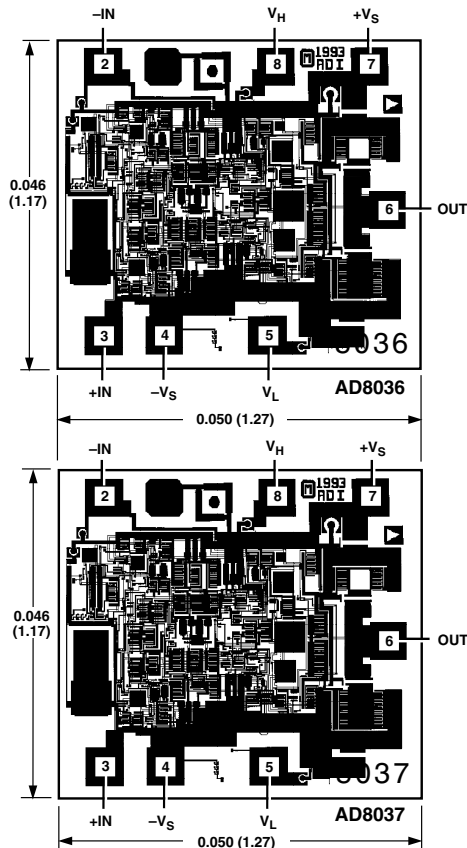 –IN VH +VS
2 8 7
1993
ADI
0.046
(1.17)
6 OUT
3 4 5
8036
+IN –VS VL AD8036
0.050 (1.27)
–IN VH +VS
2 8 7
1993
ADI
0.046
(1.17)
6 OUT
3 4 5
8037
+IN –VS VL AD8037
0.050 (1.27)